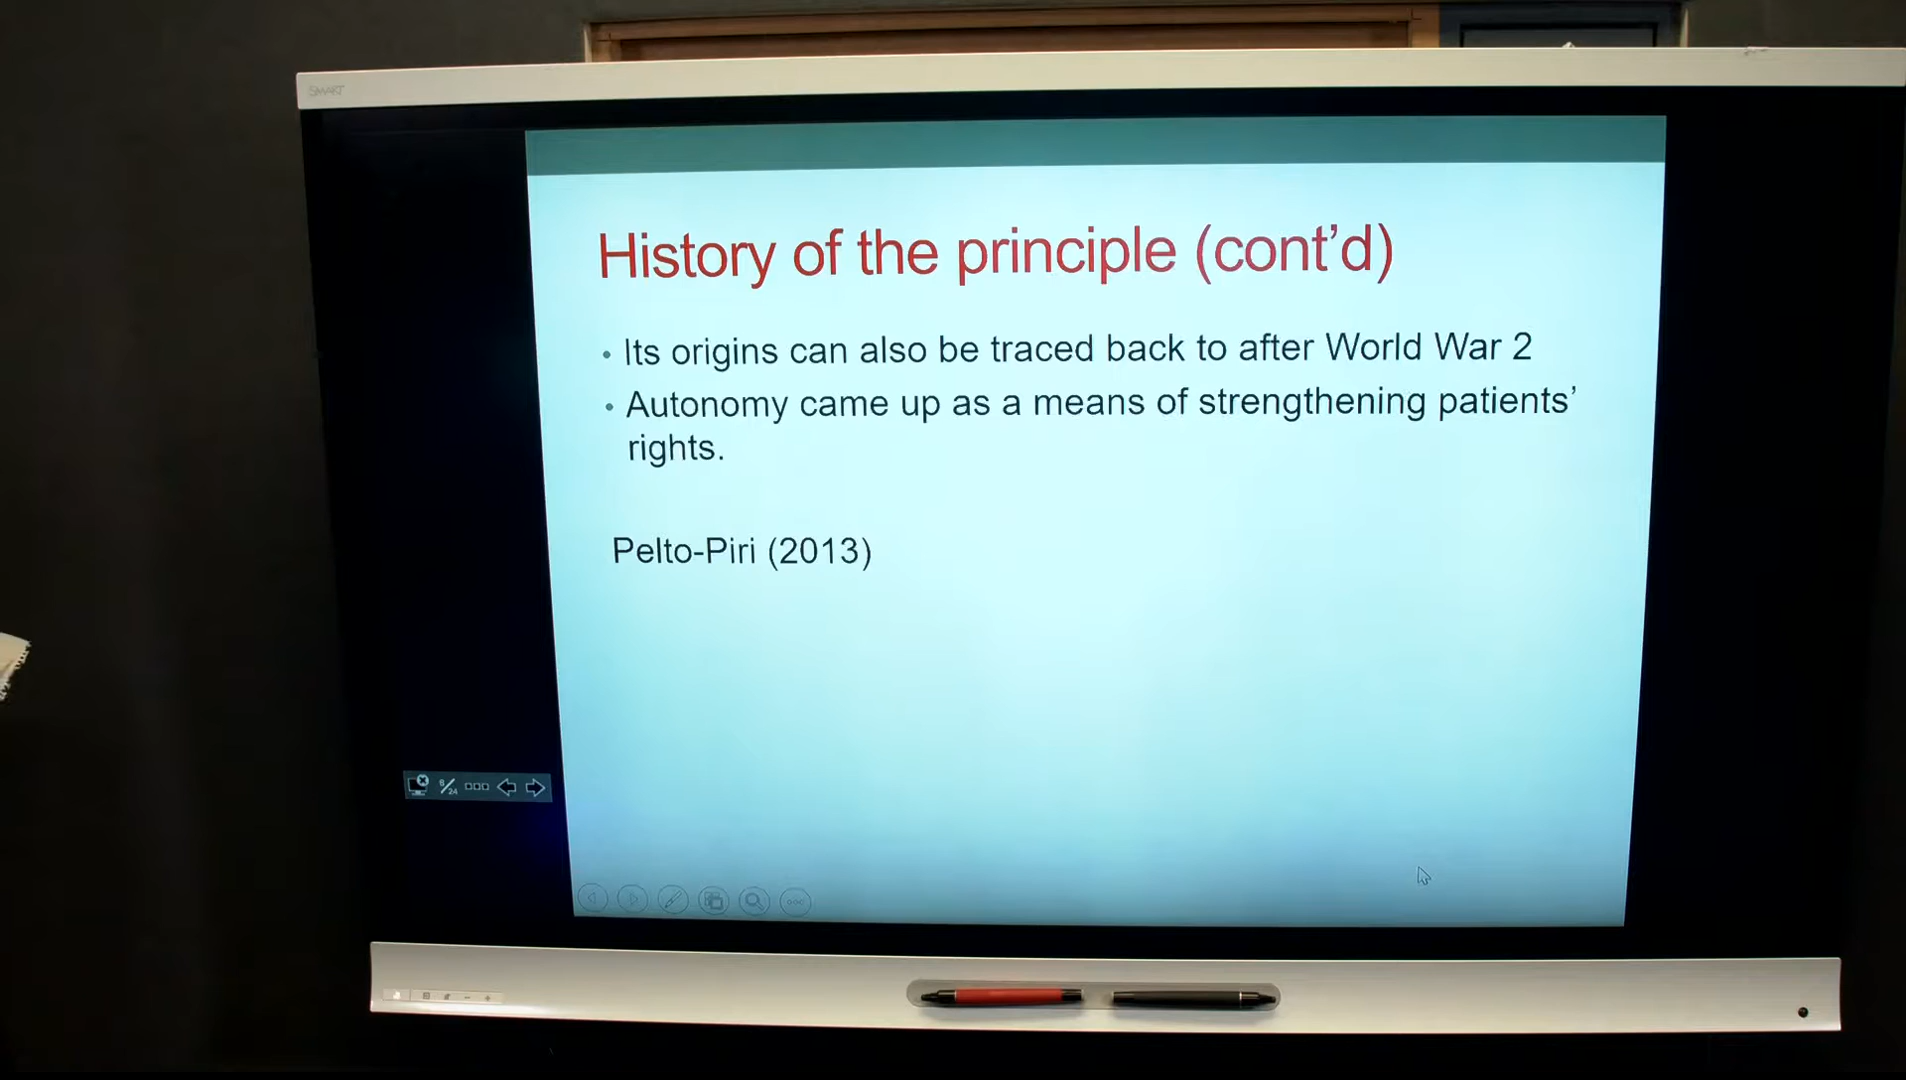 SMART
History of the principle (cont'd)
• Its origins can also be traced back to after World War 2
• Autonomy came up as a means of strengthening patients’
rights.
Pelto-Piri (2013)